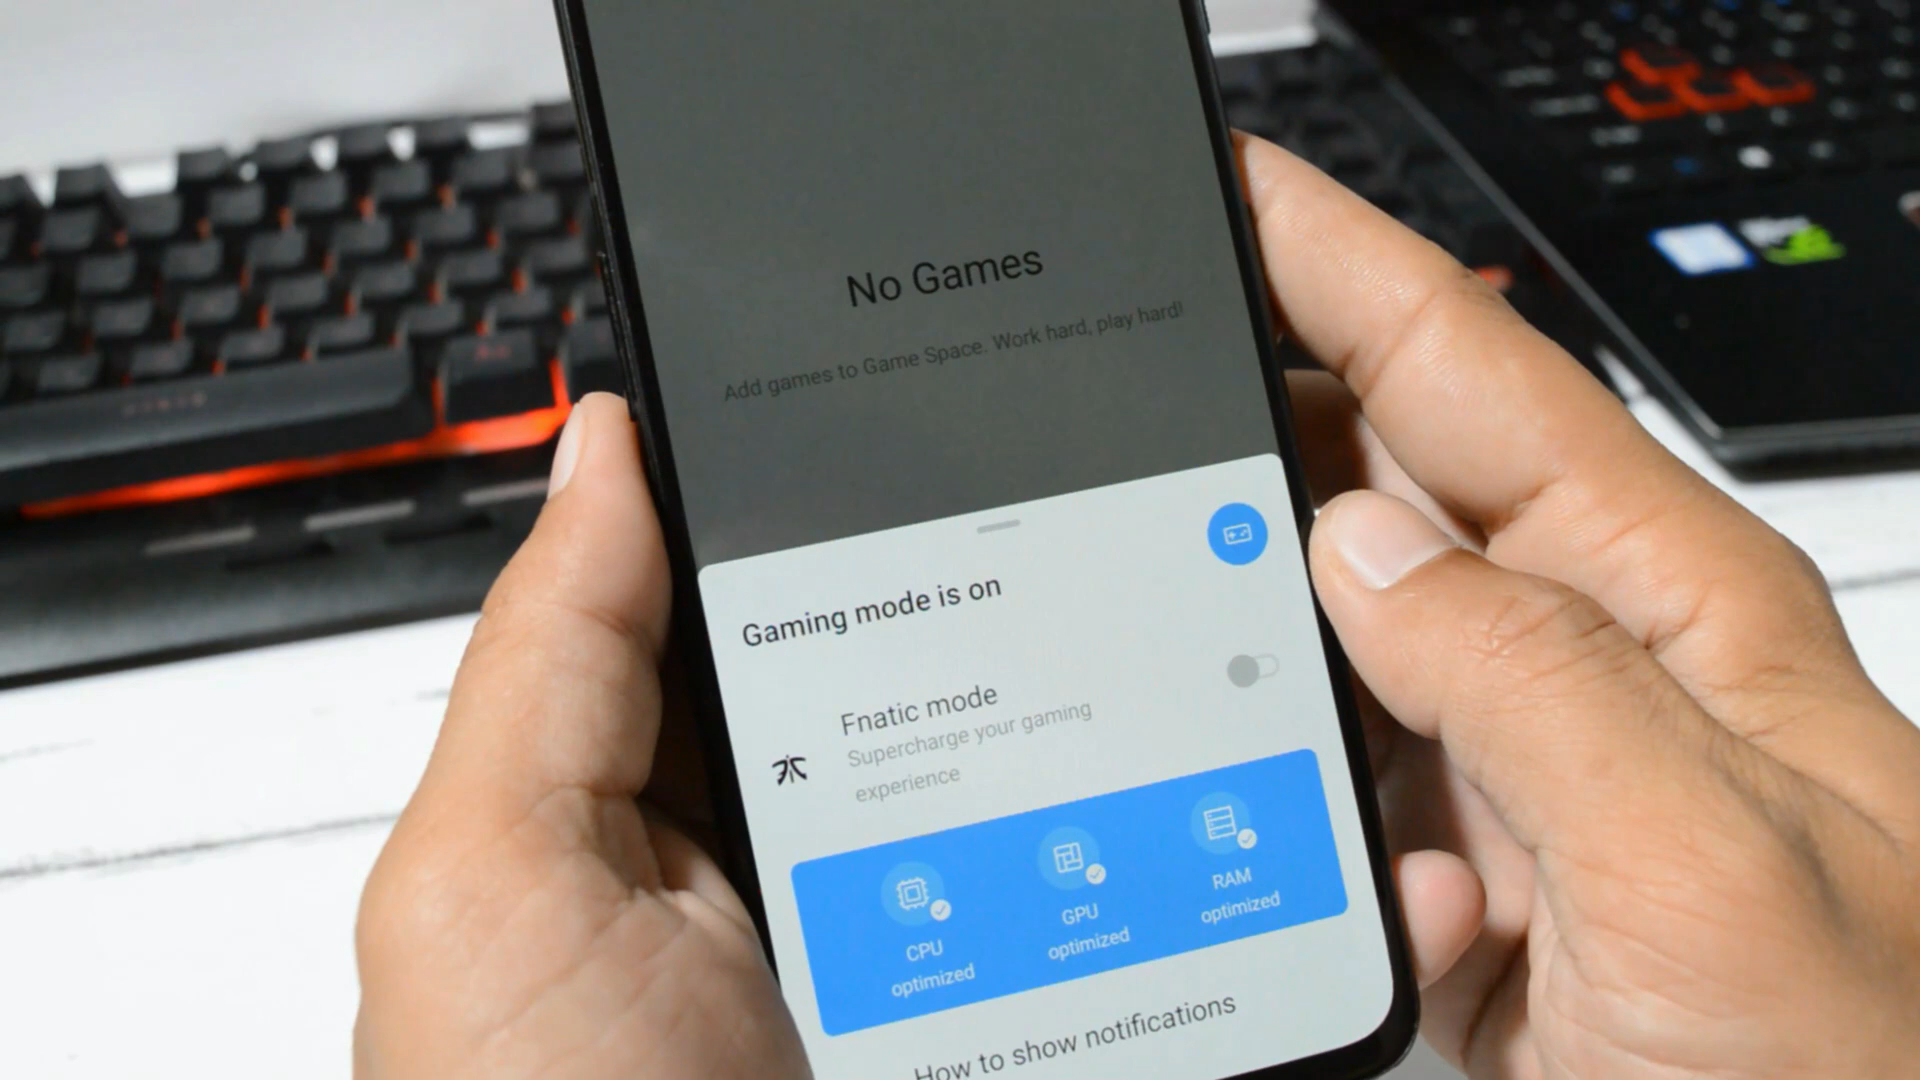 No Games
Add games to Game Space. Work hard, play hard!
Gaming mode is on
Fnatic mode
Supercharge your gaming
experience
CPU
optimized
GPU
optimized
RAM
optimized
How to show notifications